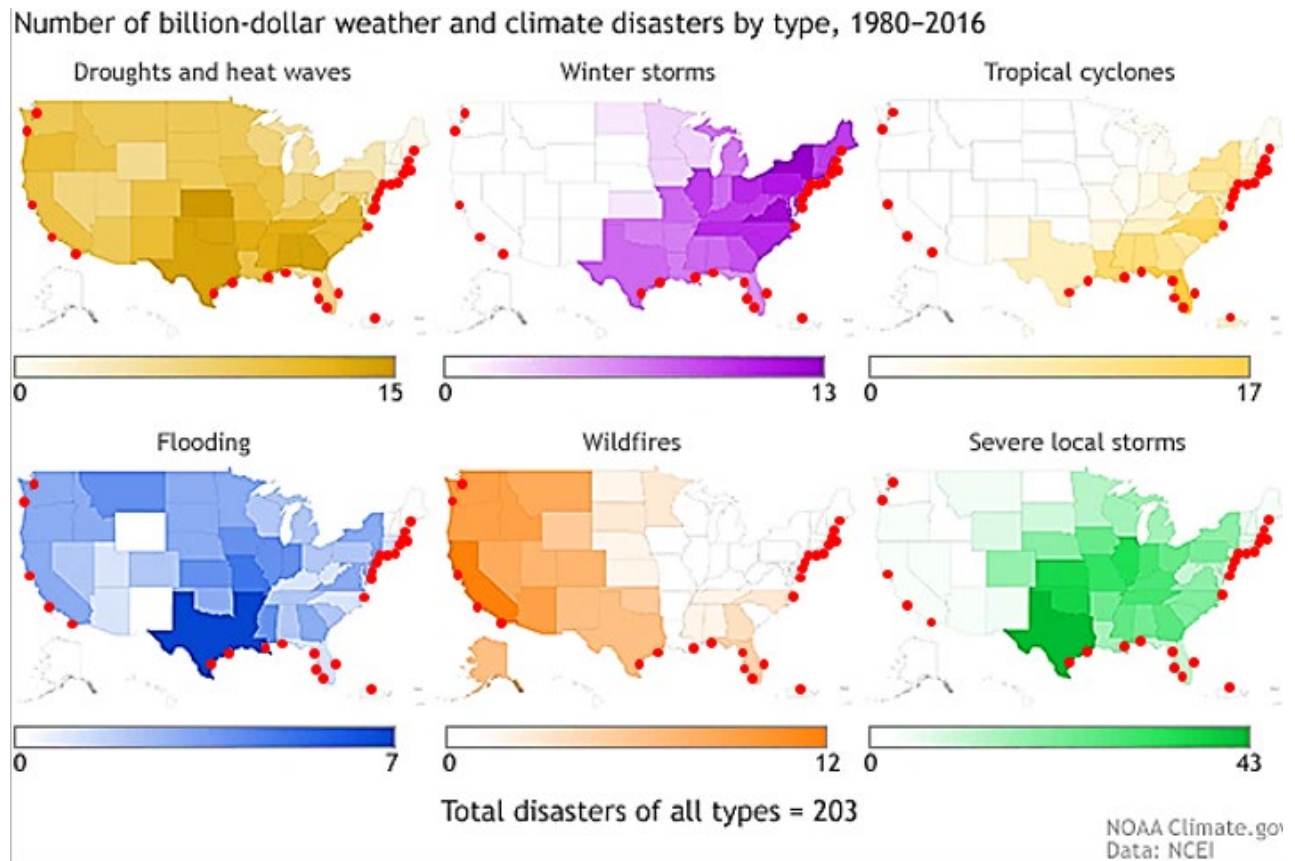 Number of billion-dollar weather and climate disasters by type, 1980–2016
Droughts and heat waves
Winter storms
Tropical cyclones
0 15
0 13
0 17
Flooding
Wildfires
Severe local storms
0 7
0 12
0 43
Total disasters of all types = 203
NOAA Climate.gov
Data: NCEI